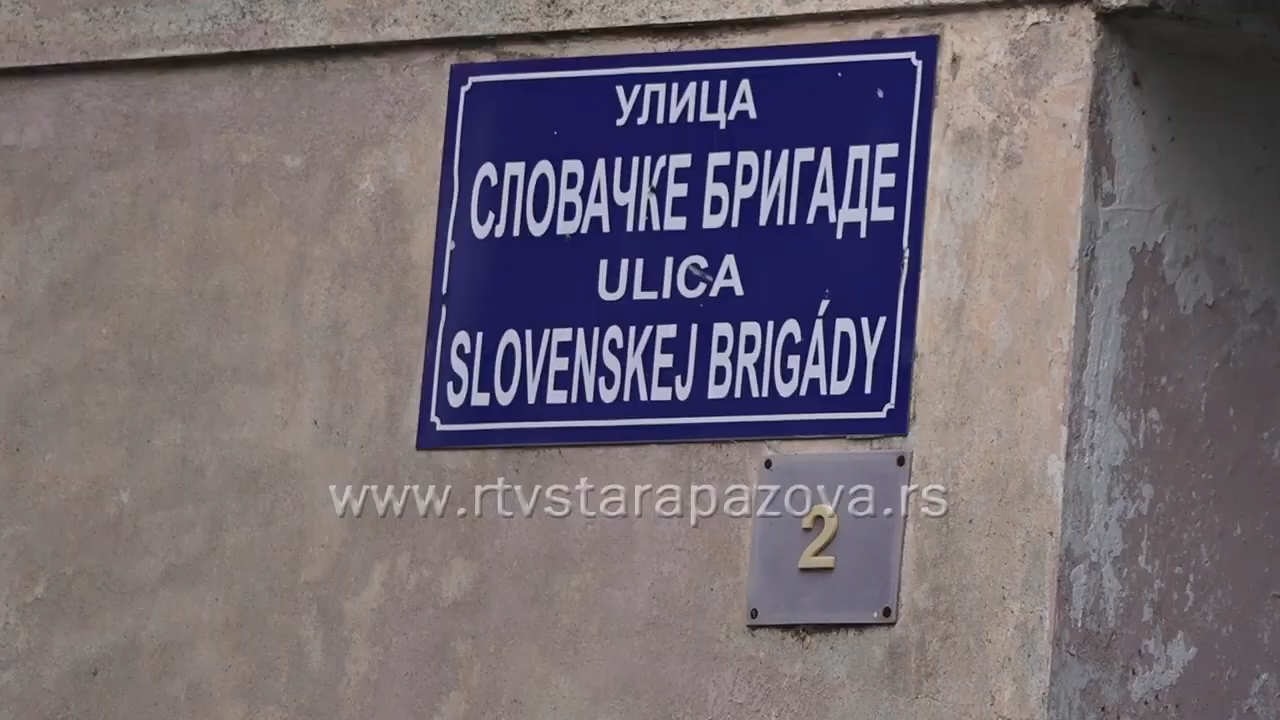 УЛИЦА
СЛОВАЧКЕ БРИГАДЕ
ULICA
SLOVENSKEJ BRIGÁDY
www.rtvstarapazova.rs
2